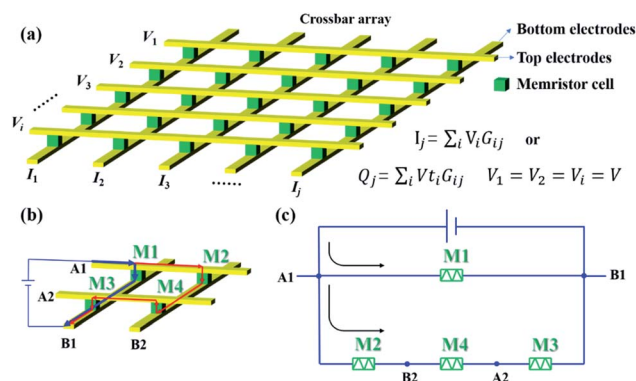 (a)
Crossbar array
Bottom electrodes
Top electrodes
Memristor cell
V₁
V₂
V₃
......
Vᵢ
I₁
I₂
I₃
......
Iⱼ
Iⱼ= ∑ᵢ VᵢGᵢⱼ or
Qⱼ= ∑ᵢ VtᵢGᵢⱼ V₁ = V₂ = Vᵢ = V
(b)
A1
M1
M2
A2
M3
M4
B1
B2
(c)
M1
A1
B1
M2
M4
M3
B2
A2